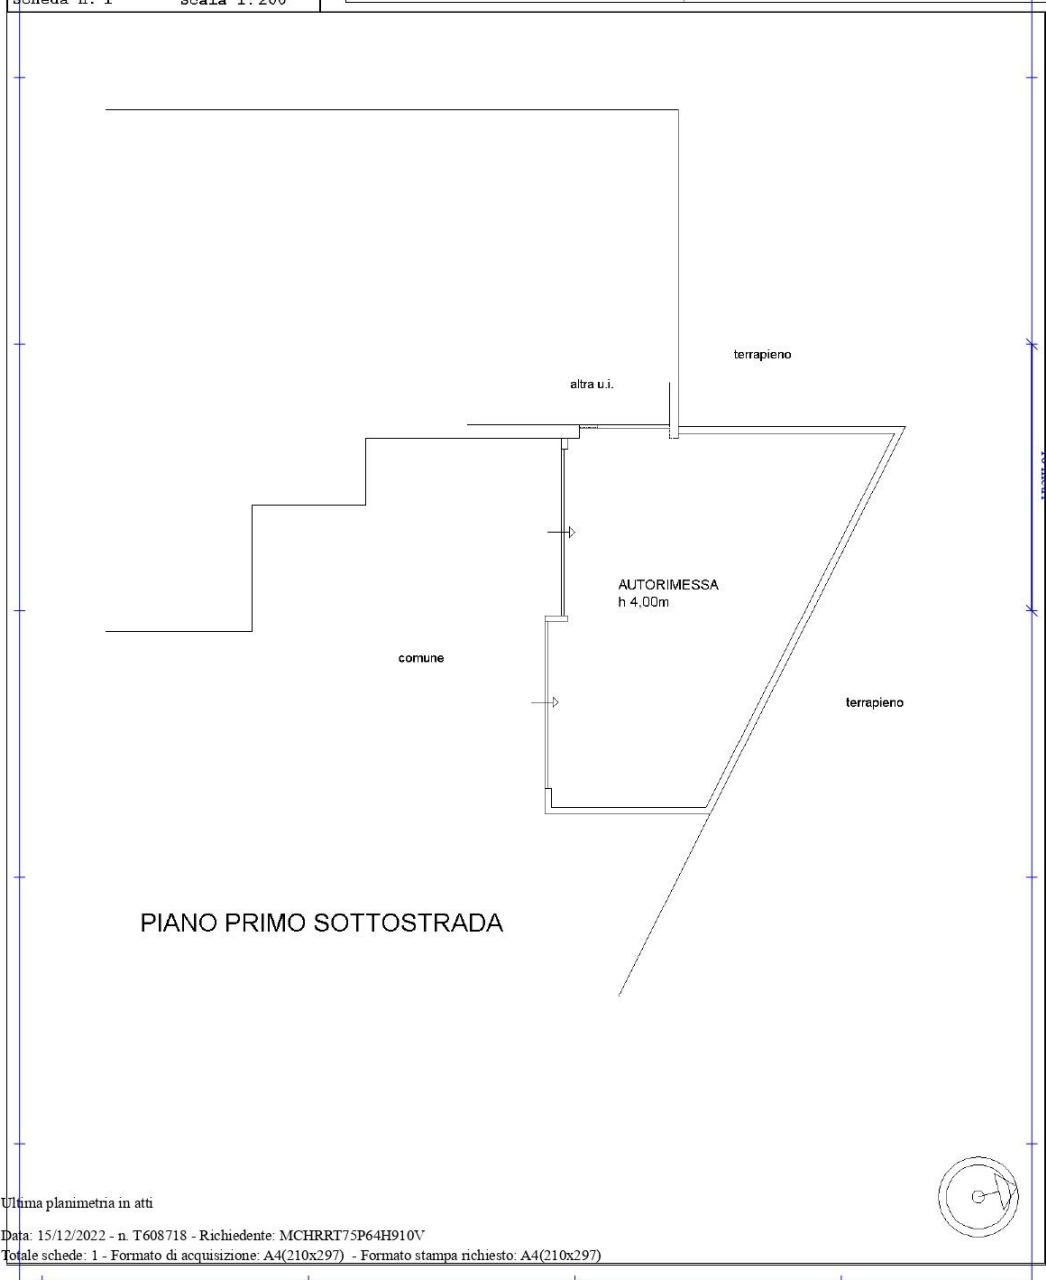 Scheda n. 1 Scala 1:200
terrapieno
altra u.i.
AUTORIMESSA
h 4,00m
comune
terrapieno
PIANO PRIMO SOTTOSTRADA
Ultima planimetria in atti
Data: 15/12/2022 - n. T608718 - Richiedente: MCHRRT75P64H910V
Totale schede: 1 - Formato di acquisizione: A4(210x297) - Formato stampa richiesto: A4(210x297)